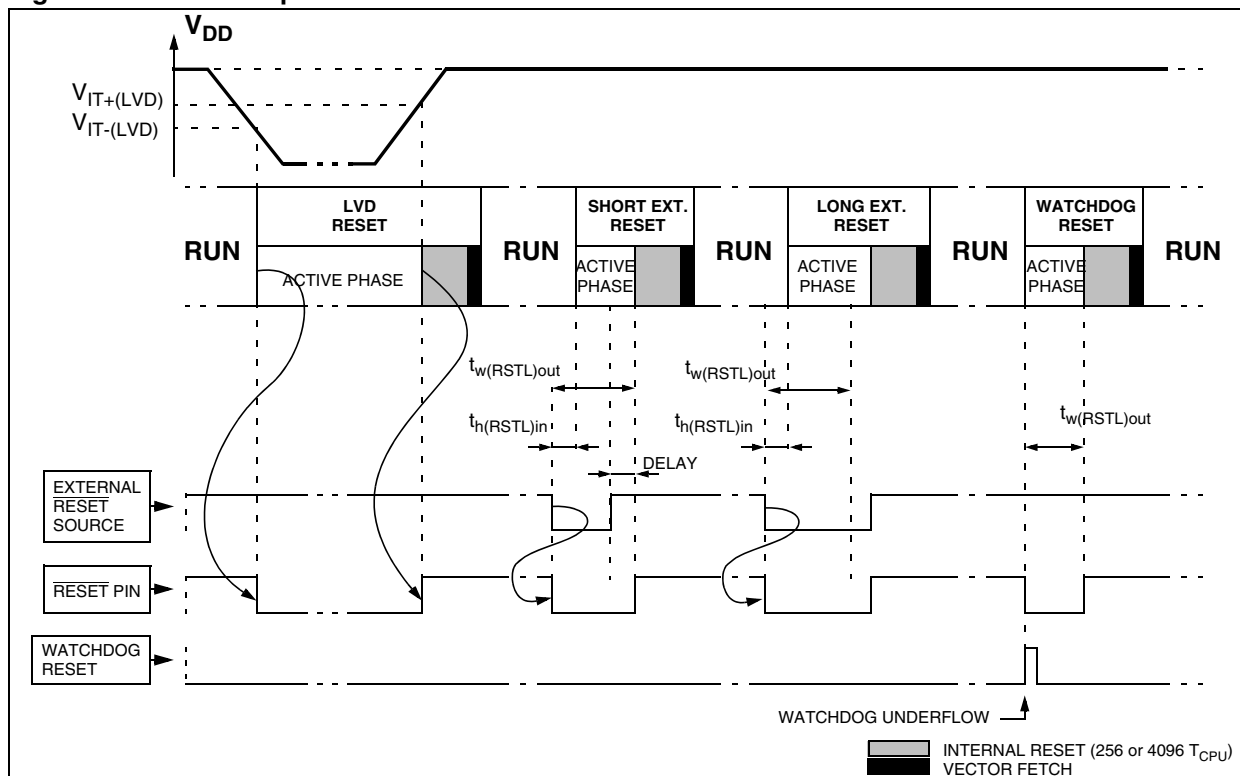 V_DD
V_IT+(LVD)
V_IT-(LVD)
LVD
RESET
SHORT EXT.
RESET
LONG EXT.
RESET
WATCHDOG
RESET
RUN
RUN
RUN
RUN
RUN
ACTIVE PHASE
ACTIVE
PHASE
ACTIVE
PHASE
ACTIVE
PHASE
t_w(RSTL)out
t_w(RSTL)out
t_h(RSTL)in
t_h(RSTL)in
t_w(RSTL)out
DELAY
EXTERNAL
RESET
SOURCE
RESET PIN
WATCHDOG
RESET
WATCHDOG UNDERFLOW
INTERNAL RESET (256 or 4096 T_CPU)
VECTOR FETCH